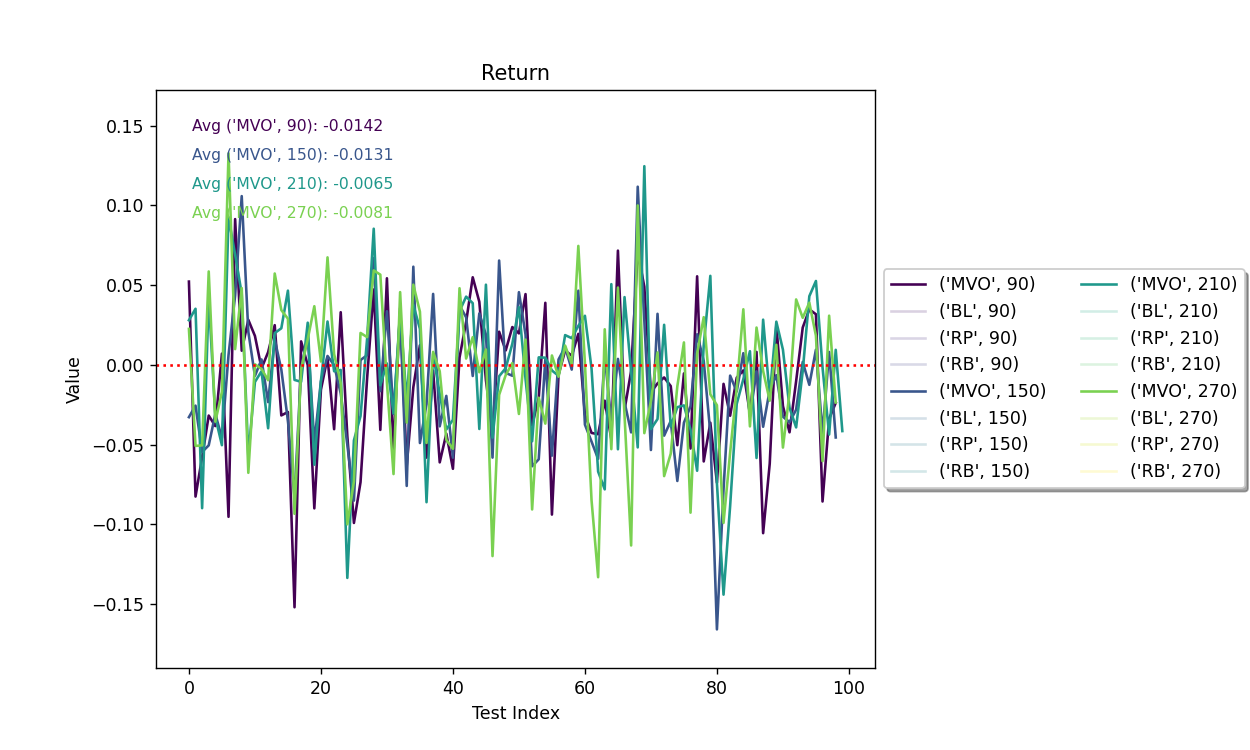 Return
Avg ('MVO', 90): -0.0142
Avg ('MVO', 150): -0.0131
Avg ('MVO', 210): -0.0065
Avg ('MVO', 270): -0.0081
0.15
0.10
0.05
0.00
−0.05
−0.10
−0.15
Value
0 20 40 60 80 100
Test Index
('MVO', 90) ('MVO', 210)
('BL', 90) ('BL', 210)
('RP', 90) ('RP', 210)
('RB', 90) ('RB', 210)
('MVO', 150) ('MVO', 270)
('BL', 150) ('BL', 270)
('RP', 150) ('RP', 270)
('RB', 150) ('RB', 270)